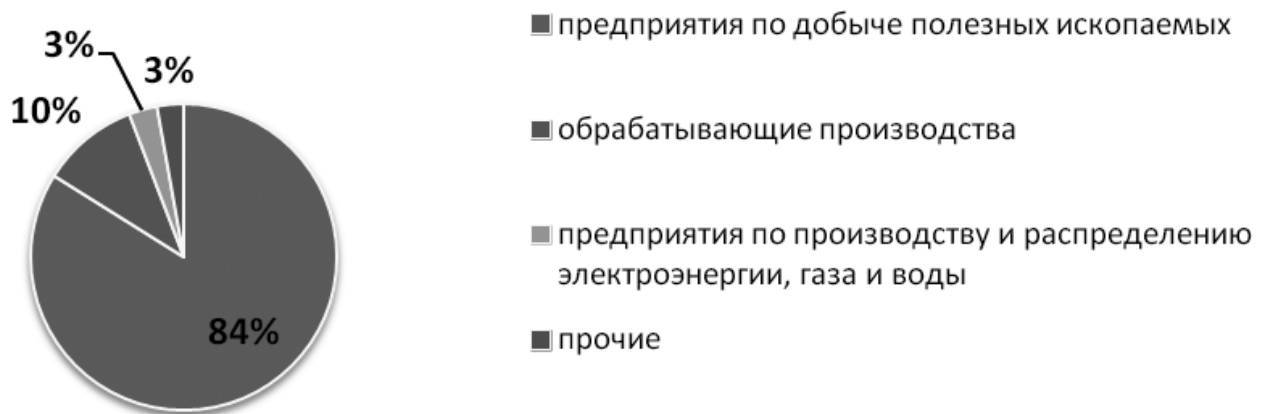 3%
3%
10%
84%
предприятия по добыче полезных ископаемых
обрабатывающие производства
предприятия по производству и распределению
электроэнергии, газа и воды
прочие